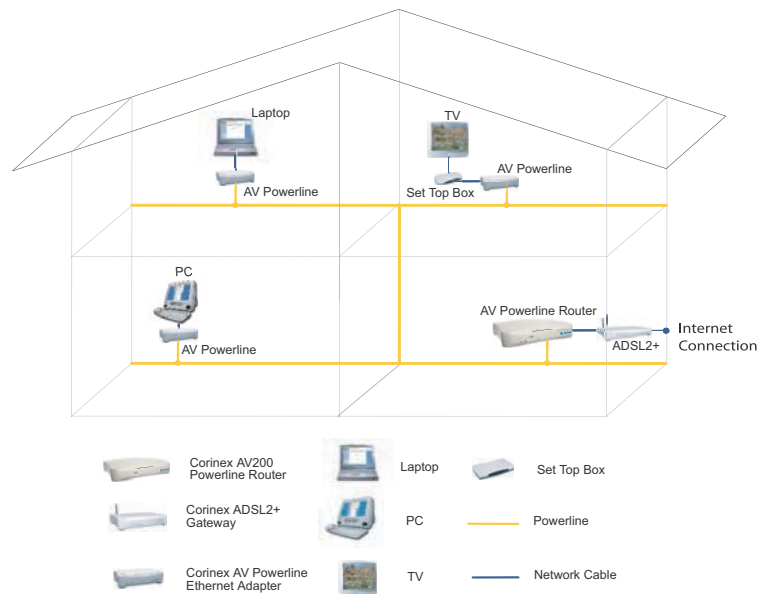 Laptop
TV
AV Powerline
AV Powerline
Set Top Box
PC
AV Powerline Router
AV Powerline
ADSL2+
Internet
Connection
Corinex AV200
Powerline Router
Laptop
Set Top Box
Corinex ADSL2+
Gateway
PC
Powerline
Corinex AV Powerline
Ethernet Adapter
TV
Network Cable